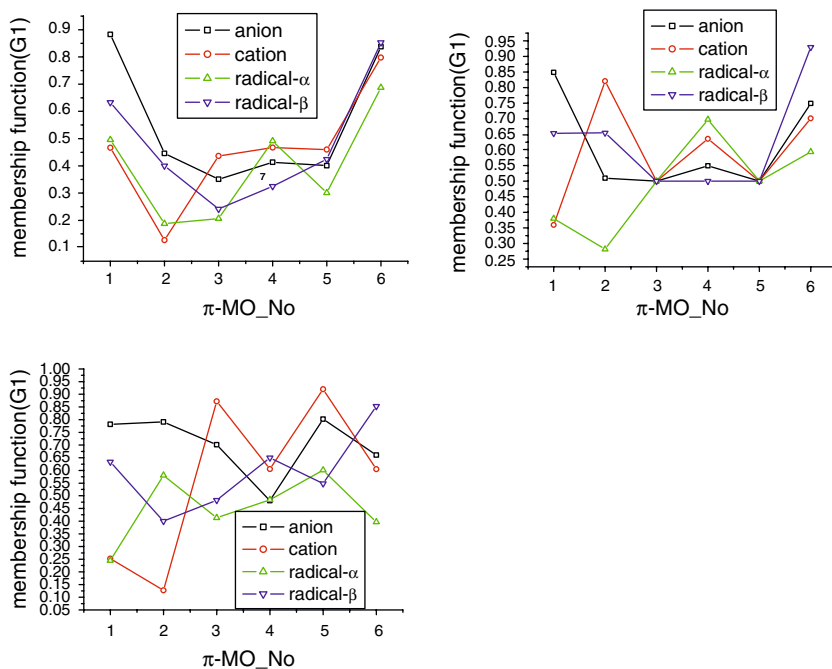 membership function(G1)
0.9
0.8
0.7
0.6
0.5
0.4
0.3
0.2
0.1
anion
cation
radical-α
radical-β
7
1 2 3 4 5 6
π-MO_No
membership function(G1)
0.95
0.90
0.85
0.80
0.75
0.70
0.65
0.60
0.55
0.50
0.45
0.40
0.35
0.30
0.25
anion
cation
radical-α
radical-β
1 2 3 4 5 6
π-MO_No
membership function(G1)
1.00
0.95
0.90
0.85
0.80
0.75
0.70
0.65
0.60
0.55
0.50
0.45
0.40
0.35
0.30
0.25
0.20
0.15
0.10
0.05
anion
cation
radical-α
radical-β
1 2 3 4 5 6
π-MO_No